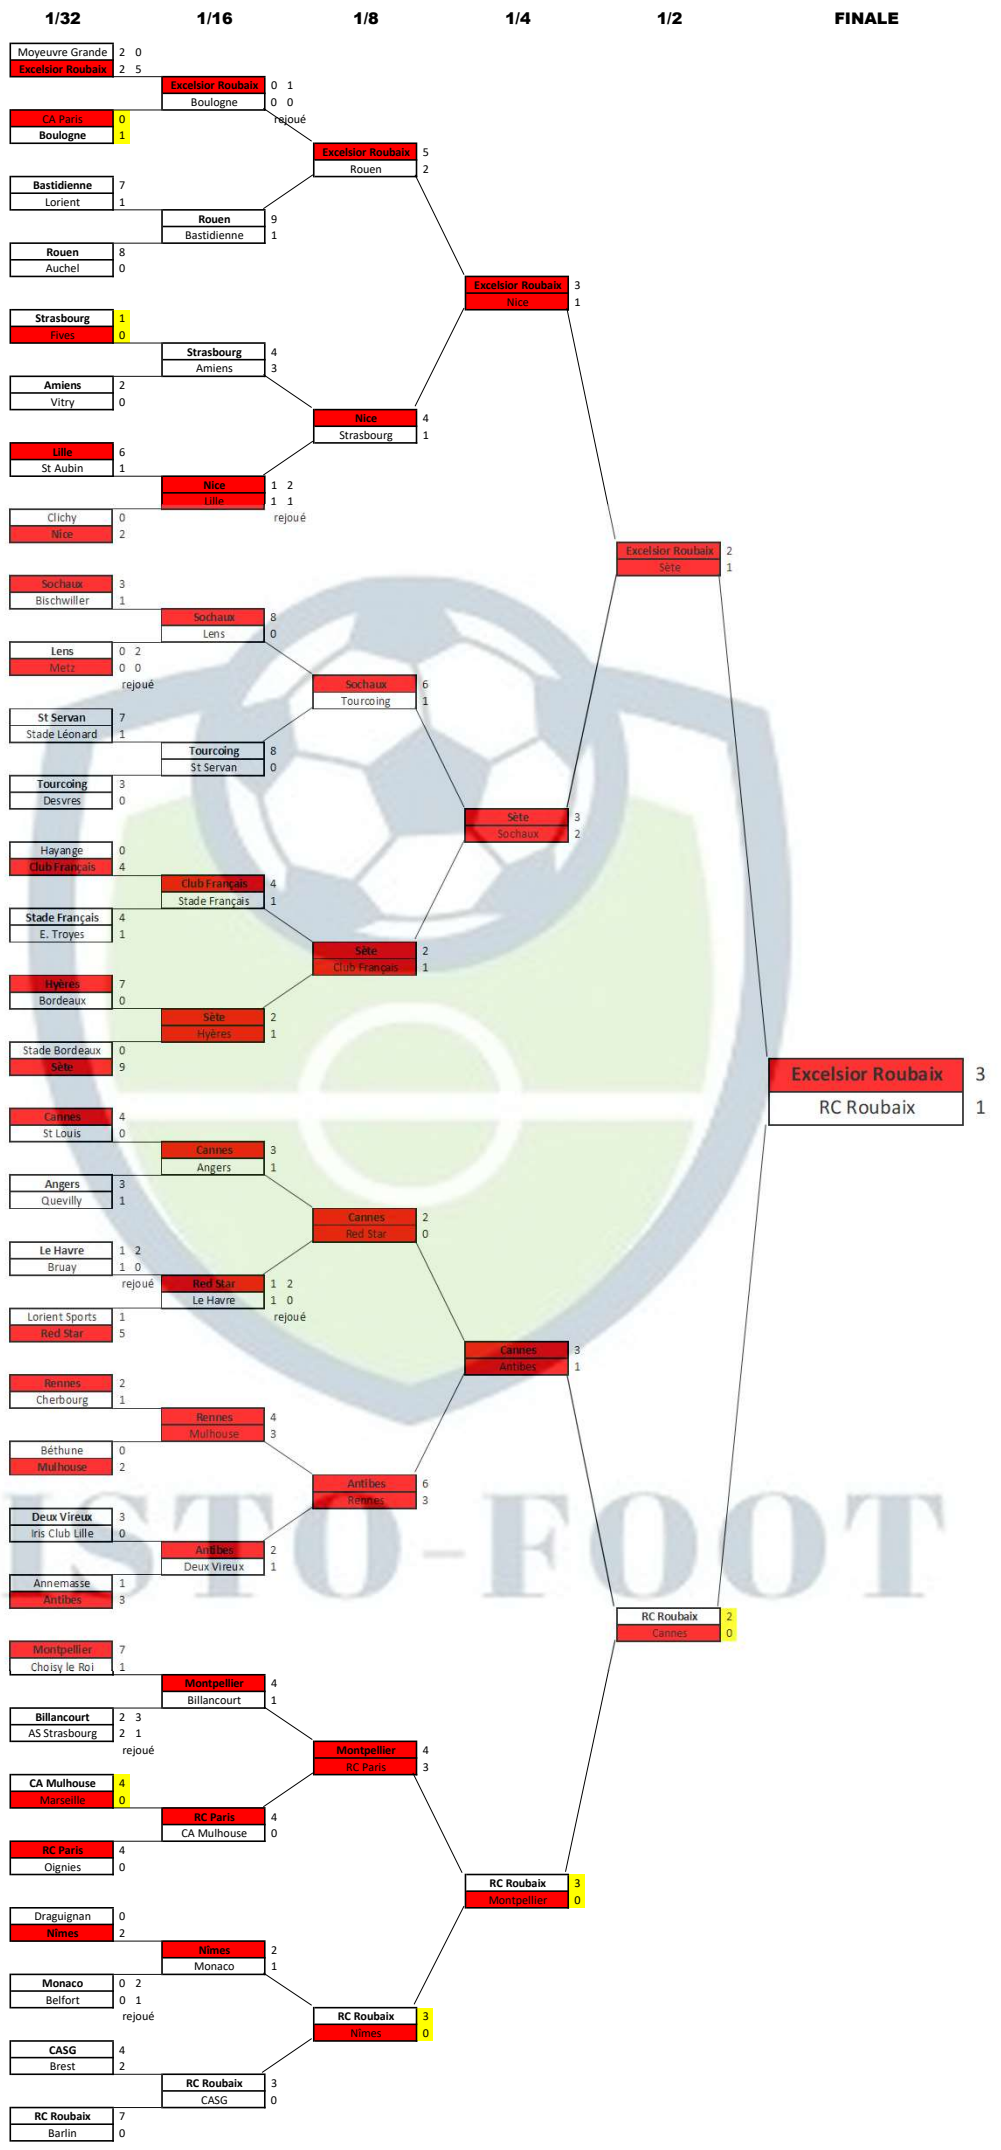 1/32 1/16 1/8 1/4 1/2 FINALE
Moyeuvre Grande 2 0
Excelsior Roubaix 2 5
Excelsior Roubaix 0 1
Boulogne 0 0
rejoué
CA Paris 0
Boulogne 1
Excelsior Roubaix 5
Rouen 2
Bastidienne 7
Lorient 1
Rouen 9
Bastidienne 1
Rouen 8
Auchel 0
Excelsior Roubaix 3
Nice 1
Strasbourg 1
Fives 0
Strasbourg 4
Amiens 3
Amiens 2
Vitry 0
Nice 4
Strasbourg 1
Lille 6
St Aubin 1
Nice 1 2
Lille 1 1
rejoué
Clichy 0
Nice 2
Excelsior Roubaix 2
Sète 1
Sochaux 3
Bischwiller 1
Sochaux 8
Lens 0
Lens 0 2
Metz 0 0
rejoué
Sochaux 6
Tourcoing 1
St Servan 7
Stade Léonard 1
Tourcoing 8
St Servan 0
Tourcoing 3
Desvres 0
Sète 3
Sochaux 2
Hayange 0
Club Français 4
Club Français 4
Stade Français 1
Stade Français 4
E. Troyes 1
Sète 2
Club Français 1
Hyères 7
Bordeaux 0
Sète 2
Hyères 1
Stade Bordeaux 0
Sète 9
Excelsior Roubaix 3
RC Roubaix 1
Cannes 4
St Louis 0
Cannes 3
Angers 1
Angers 3
Quevilly 1
Cannes 2
Red Star 0
Le Havre 1 2
Bruay 1 0
rejoué
Red Star 1 2
Le Havre 1 0
rejoué
Lorient Sports 1
Red Star 5
Cannes 3
Antibes 1
Rennes 2
Cherbourg 1
Rennes 4
Mulhouse 3
Béthune 0
Mulhouse 2
Antibes 6
Rennes 3
Deux Vireux 3
Iris Club Lille 0
Antibes 2
Deux Vireux 1
Annemasse 1
Antibes 3
ISTO-FOOT
RC Roubaix 2
Cannes 0
Montpellier 7
Choisy le Roi 1
Montpellier 4
Billancourt 1
Billancourt 2 3
AS Strasbourg 2 1
rejoué
Montpellier 4
RC Paris 3
CA Mulhouse 4
Marseille 0
RC Paris 4
CA Mulhouse 0
RC Paris 4
Oignies 0
RC Roubaix 3
Montpellier 0
Draguignan 0
Nîmes 2
Nîmes 2
Monaco 1
Monaco 0 2
Belfort 0 1
rejoué
RC Roubaix 3
Nîmes 0
CASG 4
Brest 2
RC Roubaix 3
CASG 0
RC Roubaix 7
Barlin 0